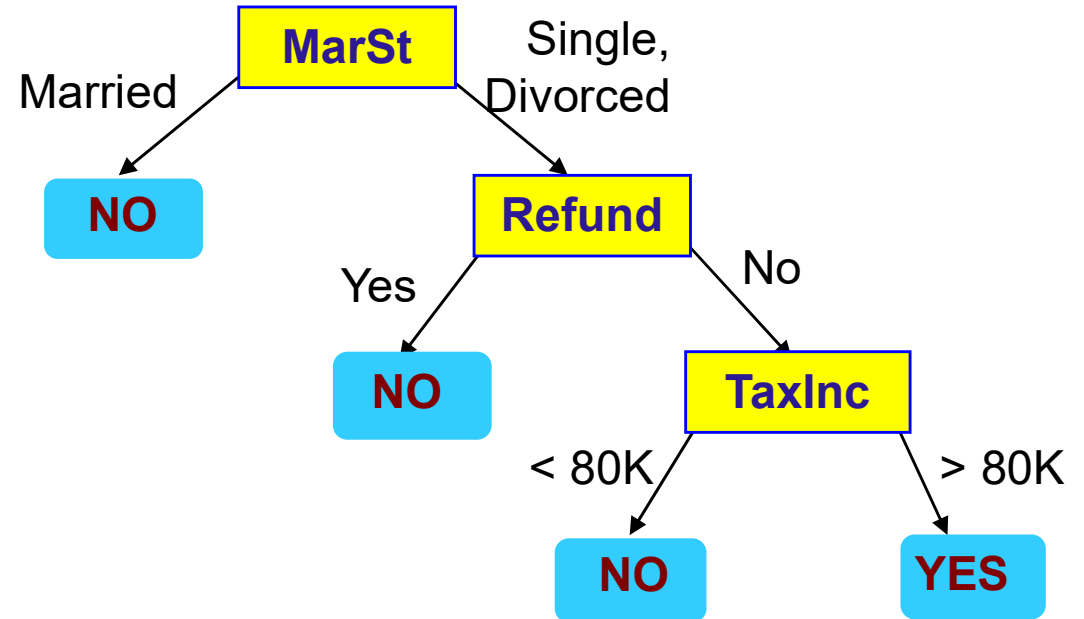 MarSt
Single,
Divorced
Married
NO
Refund
Yes
No
NO
TaxInc
< 80K
> 80K
NO
YES